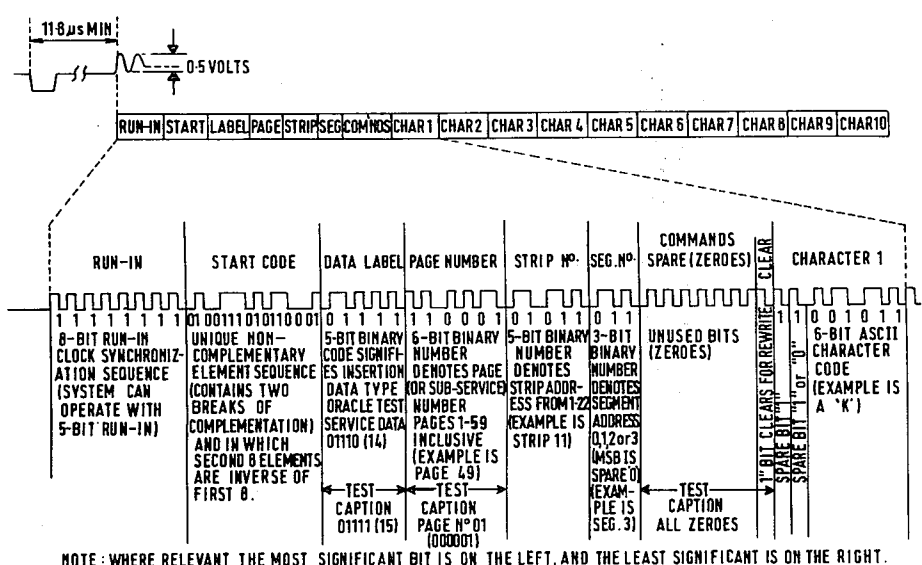 11·8µs MIN
0·5 VOLTS
RUN-IN START LABEL PAGE STRIP SEG COMNDS CHAR 1 CHAR 2 CHAR 3 CHAR 4 CHAR 5 CHAR 6 CHAR 7 CHAR 8 CHAR 9 CHAR10
RUN-IN
1 1 1 1 1 1 1 1
8-BIT RUN-IN
CLOCK SYNCHRONIZ-
ATION SEQUENCE
(SYSTEM CAN
OPERATE WITH
5-BIT RUN-IN)
START CODE
01 00111010101 10001
UNIQUE NON-
COMPLEMENTARY
ELEMENT SEQUENCE
(CONTAINS TWO
BREAKS OF
COMPLEMENTATION)
AND IN WHICH
SECOND 8 ELEMENTS
ARE INVERSE OF
FIRST 8.
DATA LABEL
0 1 1 1 0
5-BIT BINARY
CODE SIGNIFI-
ES INSERTION
DATA TYPE
ORACLE TEST
SERVICE DATA
01110 (14)
TEST
CAPTION
01111 (15)
PAGE NUMBER
1 1 0 0 0 1
6-BIT BINARY
NUMBER
DENOTES PAGE
(OR SUB-SERVICE)
NUMBER
PAGES 1-59
INCLUSIVE
(EXAMPLE IS
PAGE 49)
TEST
CAPTION
PAGE Nº 01
(000001)
STRIP Nº·
0 1 0 1 1
5-BIT BINARY
NUMBER
DENOTES
STRIP ADDR-
ESS FROM 1-22
(EXAMPLE IS
STRIP 11)
SEG. Nº·
0 1 1
3-BIT
BINARY
NUMBER
DENOTES
SEGMENT
ADDRESS
0,1,2 or 3
(MSB IS
SPARE '0')
(EXAM-
PLE IS
SEG. 3)
COMMANDS
SPARE (ZEROES)
UNUSED BITS
(ZEROES)
TEST
CAPTION
ALL ZEROES
CLEAR
"1" BIT CLEARS FOR REWRITE
CHARACTER 1
1 1 0 0 1 0 1 1
SPARE BIT "1"
SPARE BIT "1" or "0"
6-BIT ASCII
CHARACTER
CODE
(EXAMPLE IS
A 'K')
NOTE : WHERE RELEVANT THE MOST SIGNIFICANT BIT IS ON THE LEFT, AND THE LEAST SIGNIFICANT IS ON THE RIGHT.